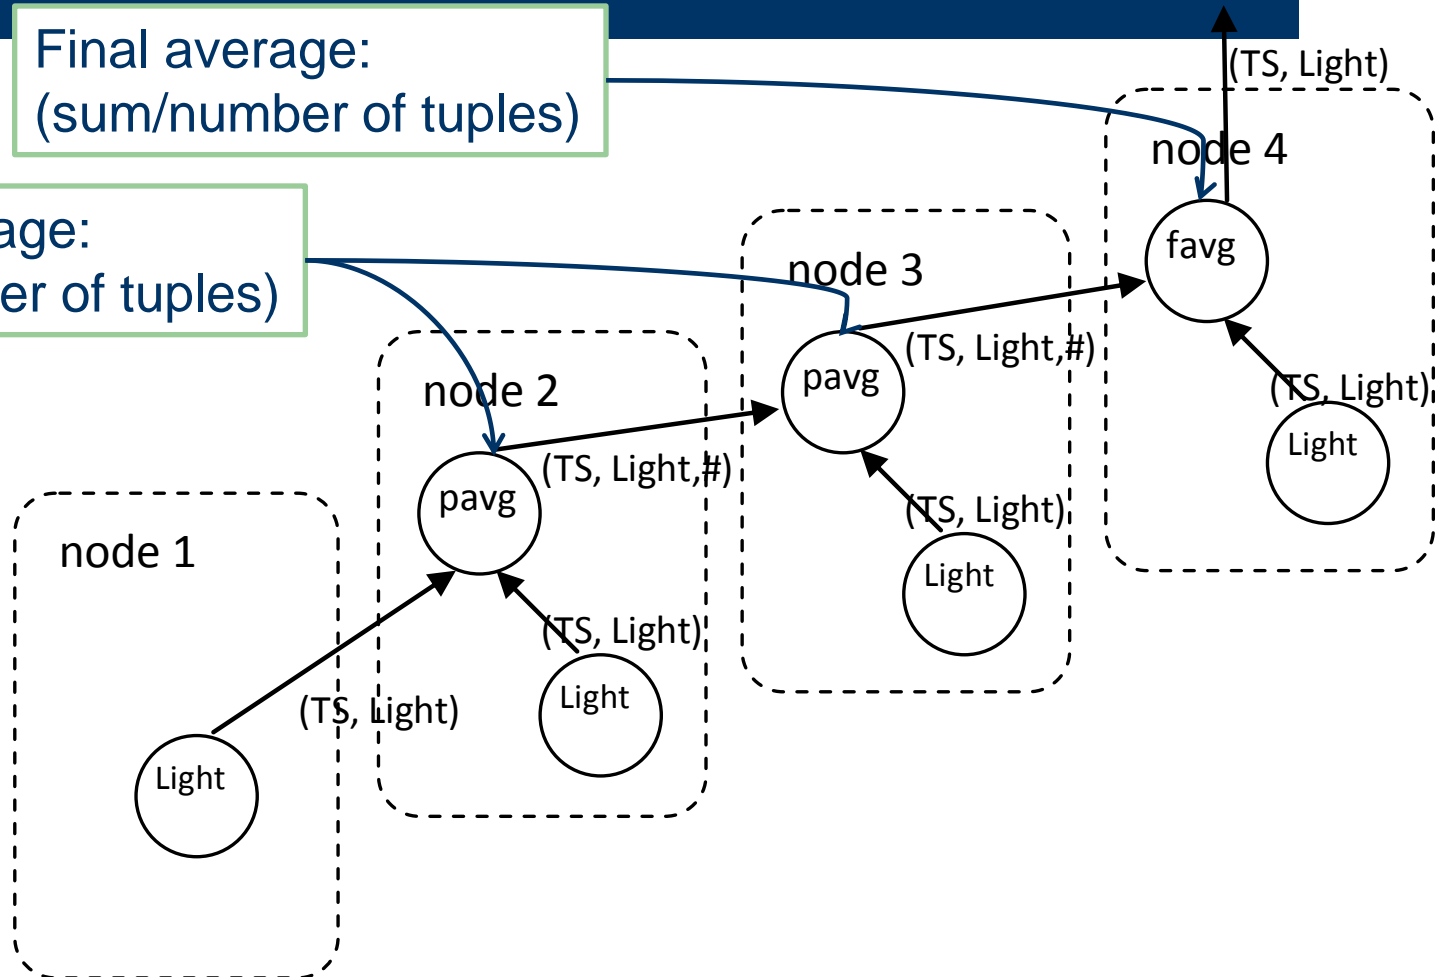 Final average:
(sum/number of tuples)
age:
er of tuples)
(TS, Light)
node 4
favg
(TS, Light)
Light
node 3
pavg
(TS, Light,#)
(TS, Light)
Light
node 2
pavg
(TS, Light,#)
(TS, Light)
Light
node 1
(TS, Light)
Light